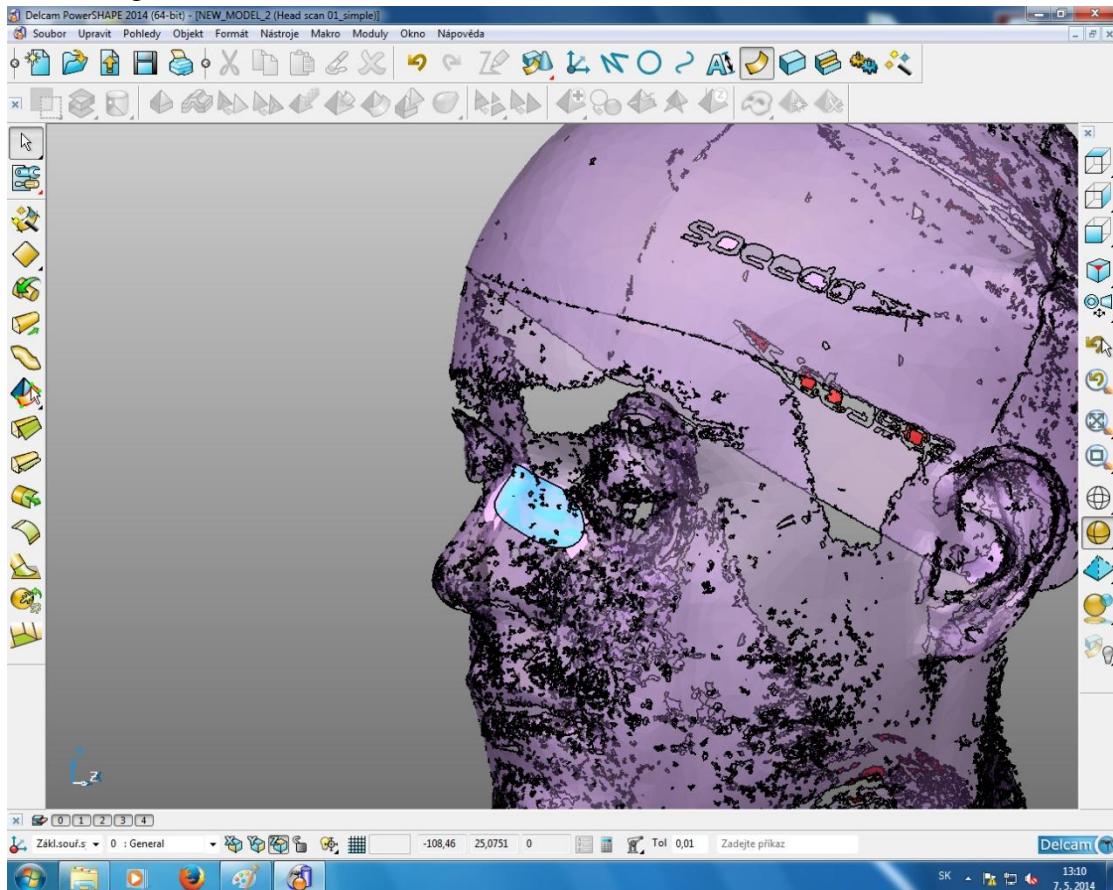 Delcam PowerSHAPE 2014 (64-bit) - [NEW_MODEL_2 (Head scan 01_simple)]
Soubor Upravit Pohledy Objekt Formát Nástroje Makro Moduly Okno Nápověda
speedo
0 1 2 3 4
Zákl.souř.s 0 : General -108,46 25,0751 0 Tol 0,01 Zadejte příkaz Delcam
SK 13:10
7. 5. 2014